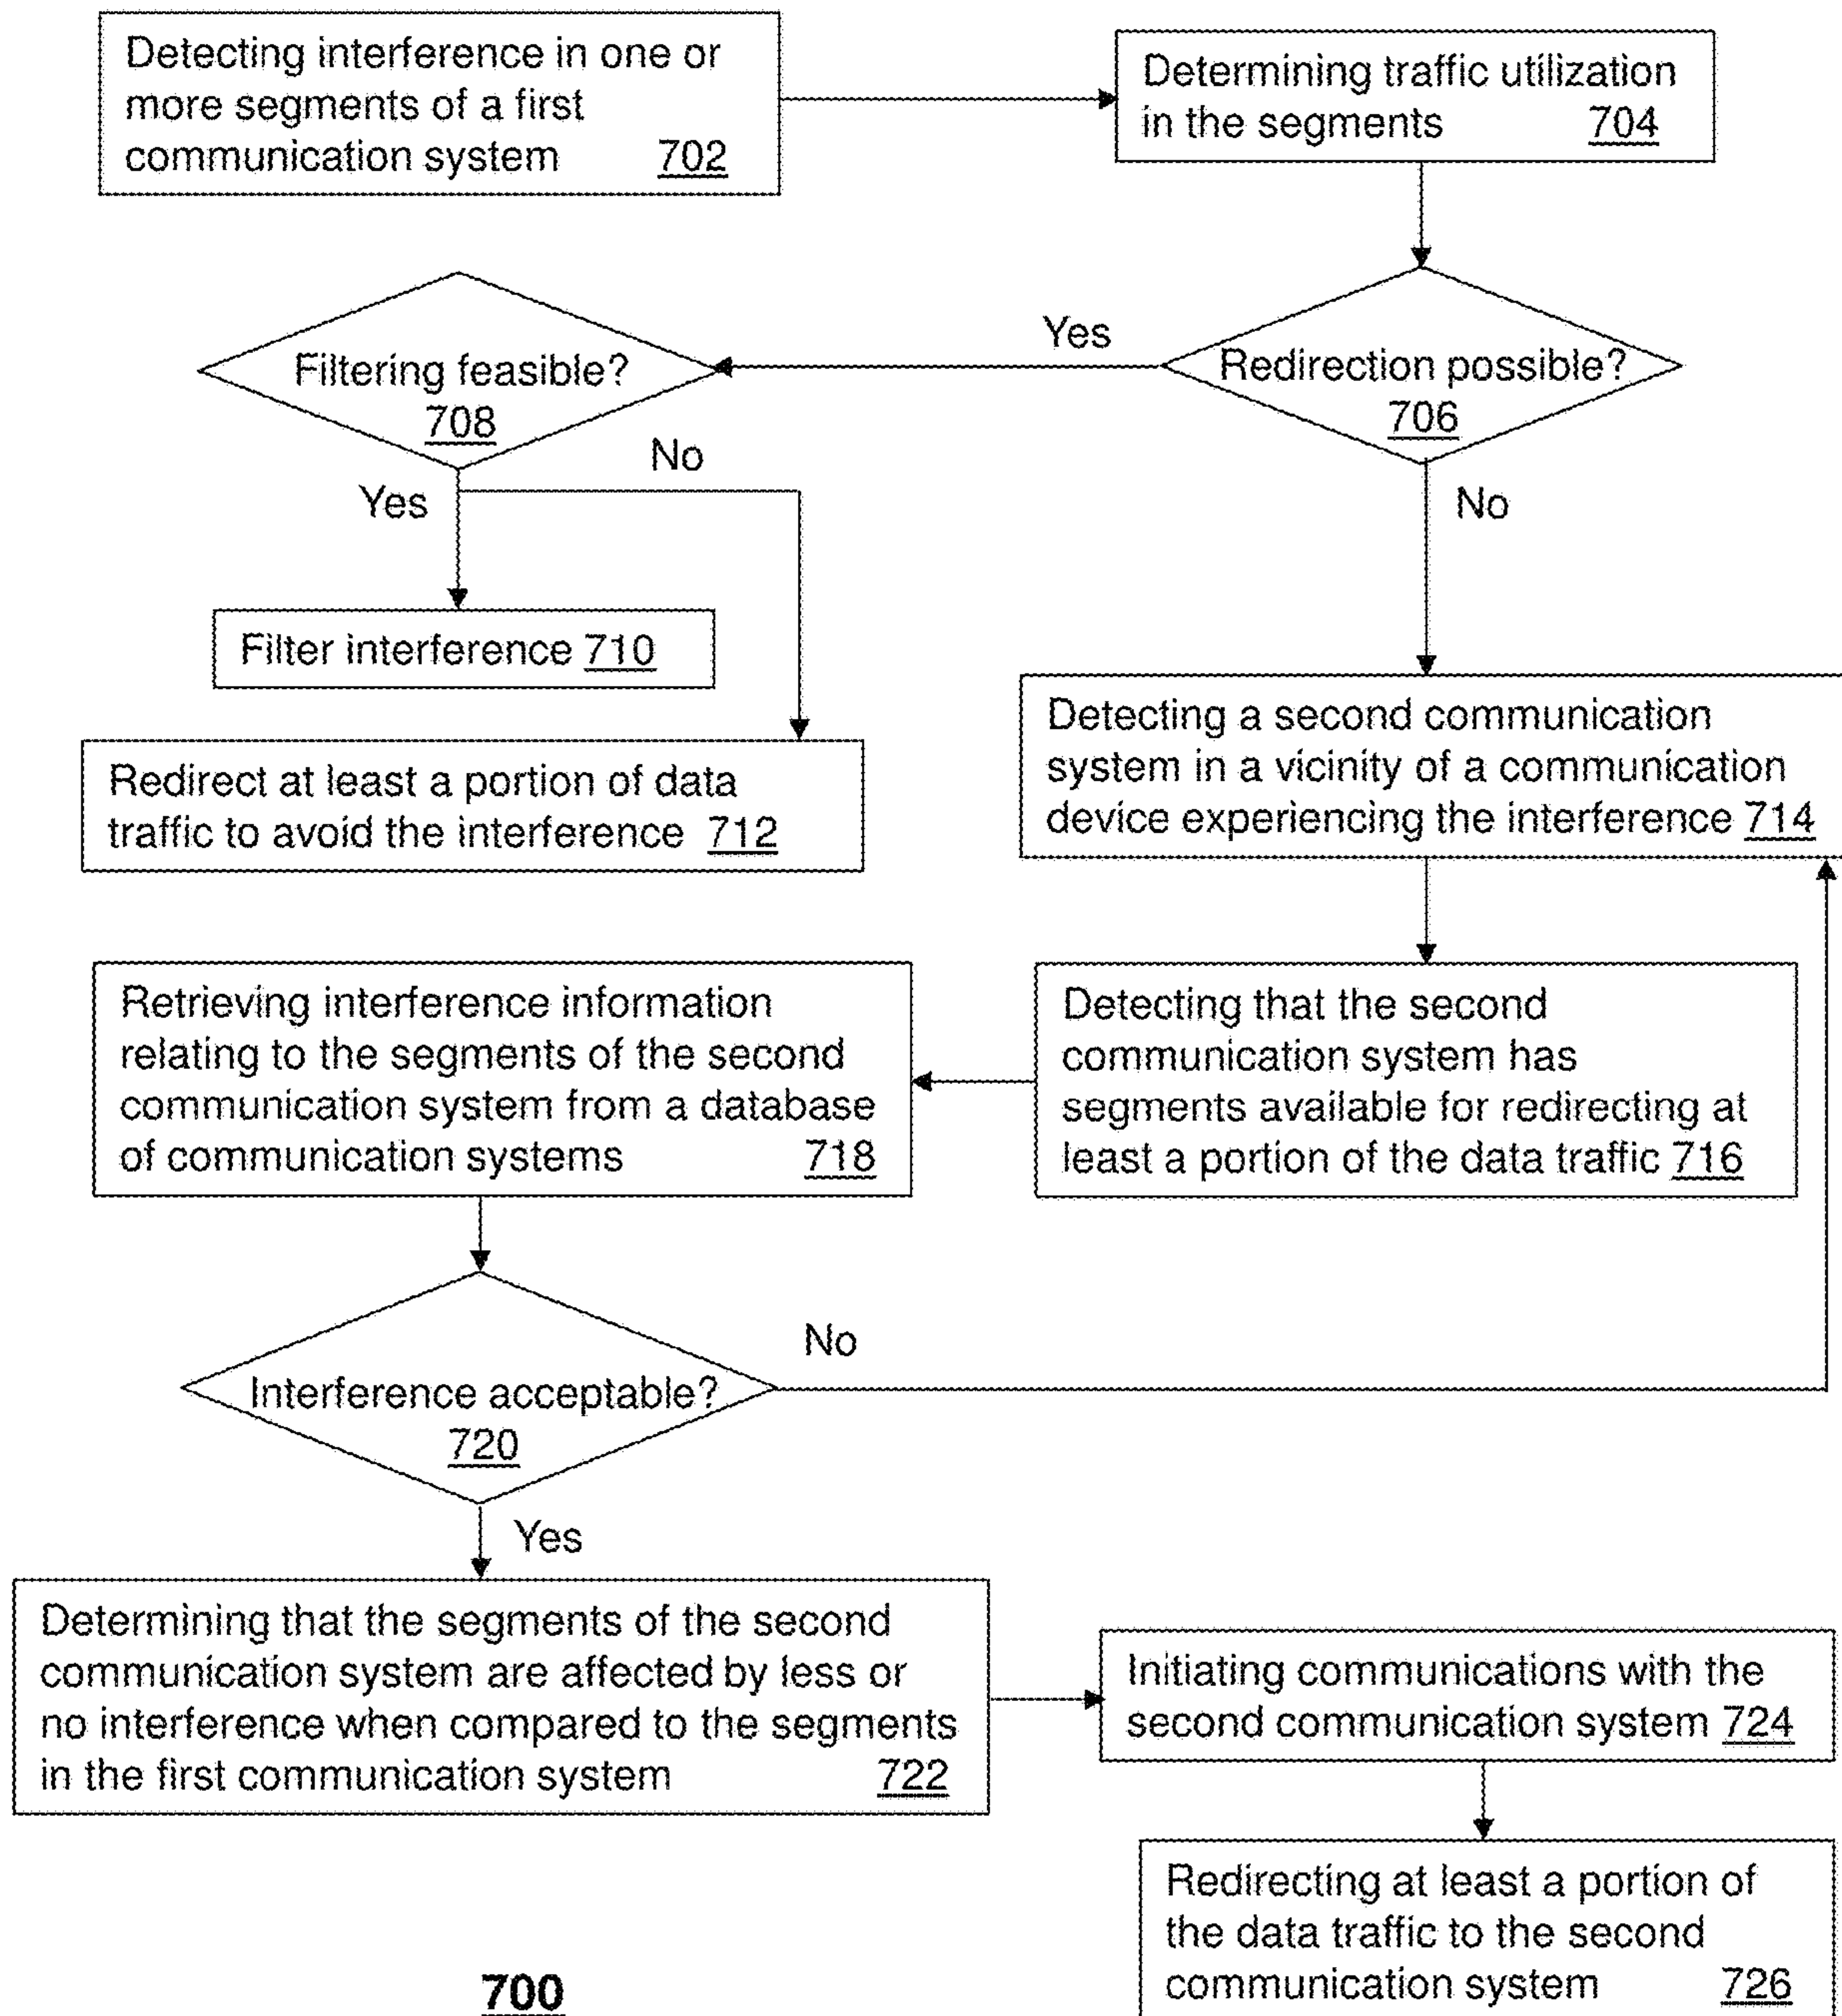 Detecting interference in one or
more segments of a first
communication system 702
Determining traffic utilization
in the segments 704
Redirection possible?
706
Yes
No
Filtering feasible?
708
No
Yes
Filter interference 710
Redirect at least a portion of data
traffic to avoid the interference 712
Detecting a second communication
system in a vicinity of a communication
device experiencing the interference 714
Detecting that the second
communication system has
segments available for redirecting at
least a portion of the data traffic 716
Retrieving interference information
relating to the segments of the second
communication system from a database
of communication systems 718
Interference acceptable?
720
No
Yes
Determining that the segments of the second
communication system are affected by less or
no interference when compared to the segments
in the first communication system 722
Initiating communications with the
second communication system 724
Redirecting at least a portion of
the data traffic to the second
communication system 726
700